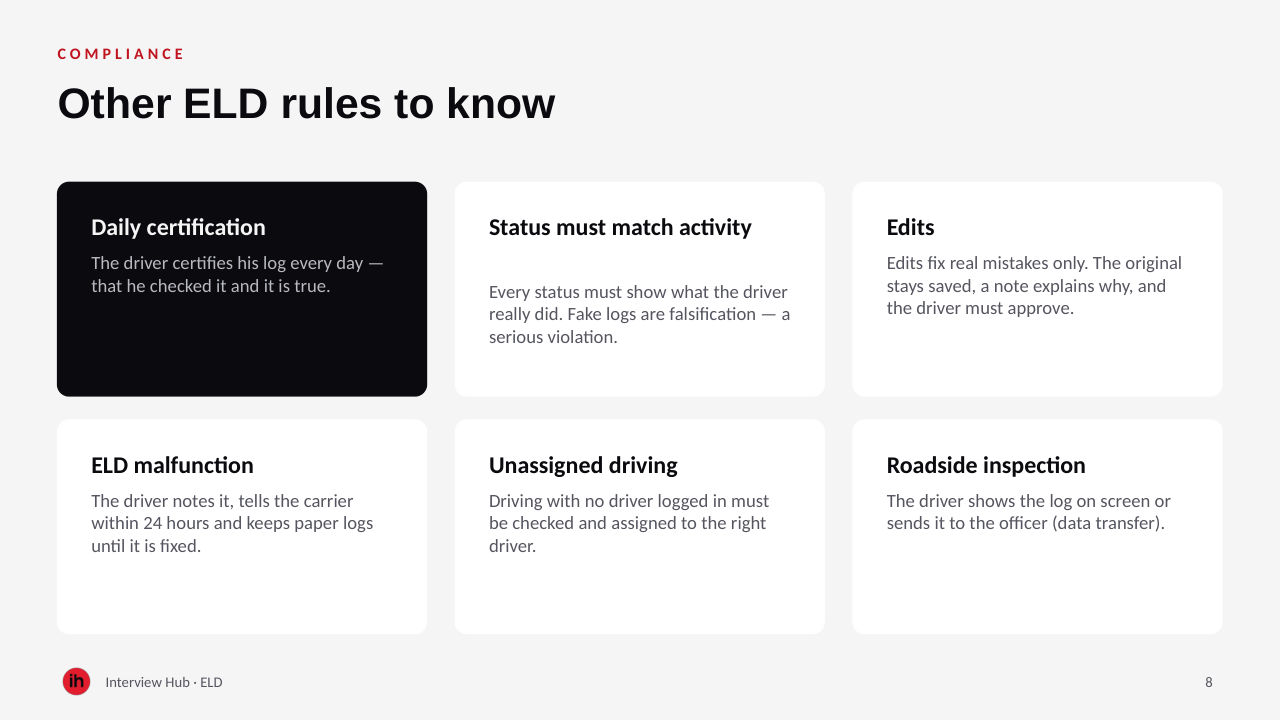 COMPLIANCE
Other ELD rules to know
Daily certification
The driver certifies his log every day —
that he checked it and it is true.
Status must match activity
Every status must show what the driver
really did. Fake logs are falsification — a
serious violation.
Edits
Edits fix real mistakes only. The original
stays saved, a note explains why, and
the driver must approve.
ELD malfunction
The driver notes it, tells the carrier
within 24 hours and keeps paper logs
until it is fixed.
Unassigned driving
Driving with no driver logged in must
be checked and assigned to the right
driver.
Roadside inspection
The driver shows the log on screen or
sends it to the officer (data transfer).
ih
Interview Hub · ELD
8